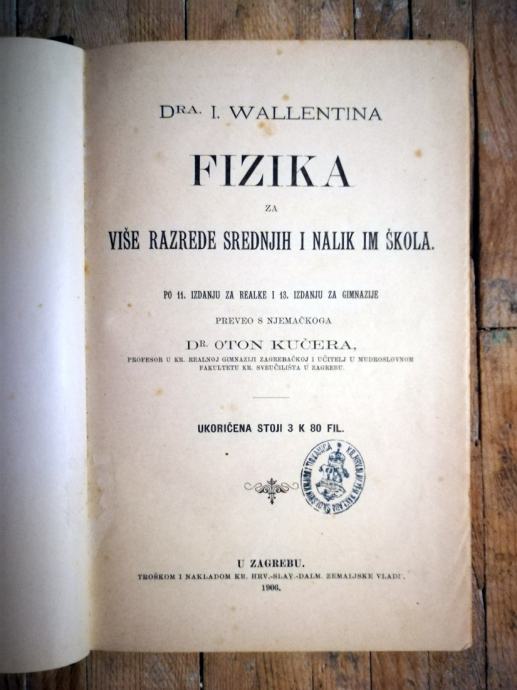 DRA. I. WALLENTINA
FIZIKA
ZA
VIŠE RAZREDE SREDNJIH I NALIK IM ŠKOLA.
PO 11. IZDANJU ZA REALKE I 13. IZDANJU ZA GIMNAZIJE
PREVEO S NJEMAČKOGA
DR. OTON KUČERA,
PROFESOR U KR. REALNOJ GIMNAZIJI ZAGREBAČKOJ I UČITELJ U MUDROSLOVNOM
FAKULTETU KR. SVEUČILIŠTA U ZAGREBU.
UKORIČENA STOJI 3 K 80 FIL.
U ZAGREBU.
TROŠKOM I NAKLADOM KR. HRV.-SLAV.-DALM. ZEMALJSKE VLADE.
1906.